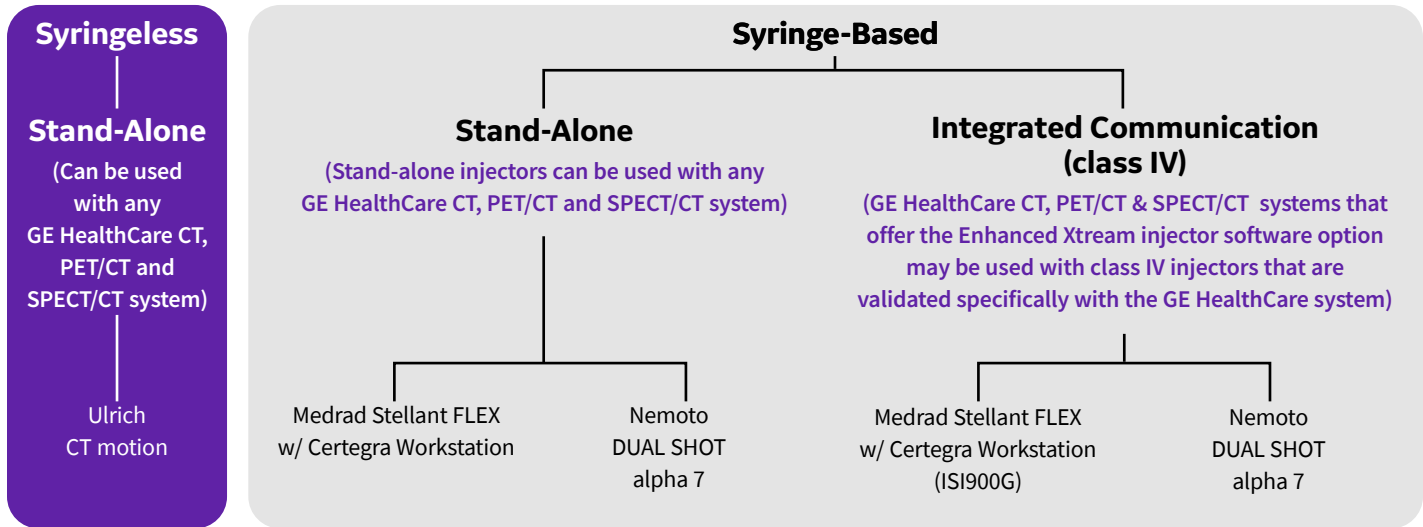 Syringeless
Stand-Alone
(Can be used
with any
GE HealthCare CT,
PET/CT and
SPECT/CT system)
Ulrich
CT motion
Syringe-Based
Stand-Alone
(Stand-alone injectors can be used with any
GE HealthCare CT, PET/CT and SPECT/CT system)
Medrad Stellant FLEX
w/ Certegra Workstation
Nemoto
DUAL SHOT
alpha 7
Integrated Communication
(class IV)
(GE HealthCare CT, PET/CT & SPECT/CT systems that
offer the Enhanced Xtream injector software option
may be used with class IV injectors that are
validated specifically with the GE HealthCare system)
Medrad Stellant FLEX
w/ Certegra Workstation
(ISI900G)
Nemoto
DUAL SHOT
alpha 7